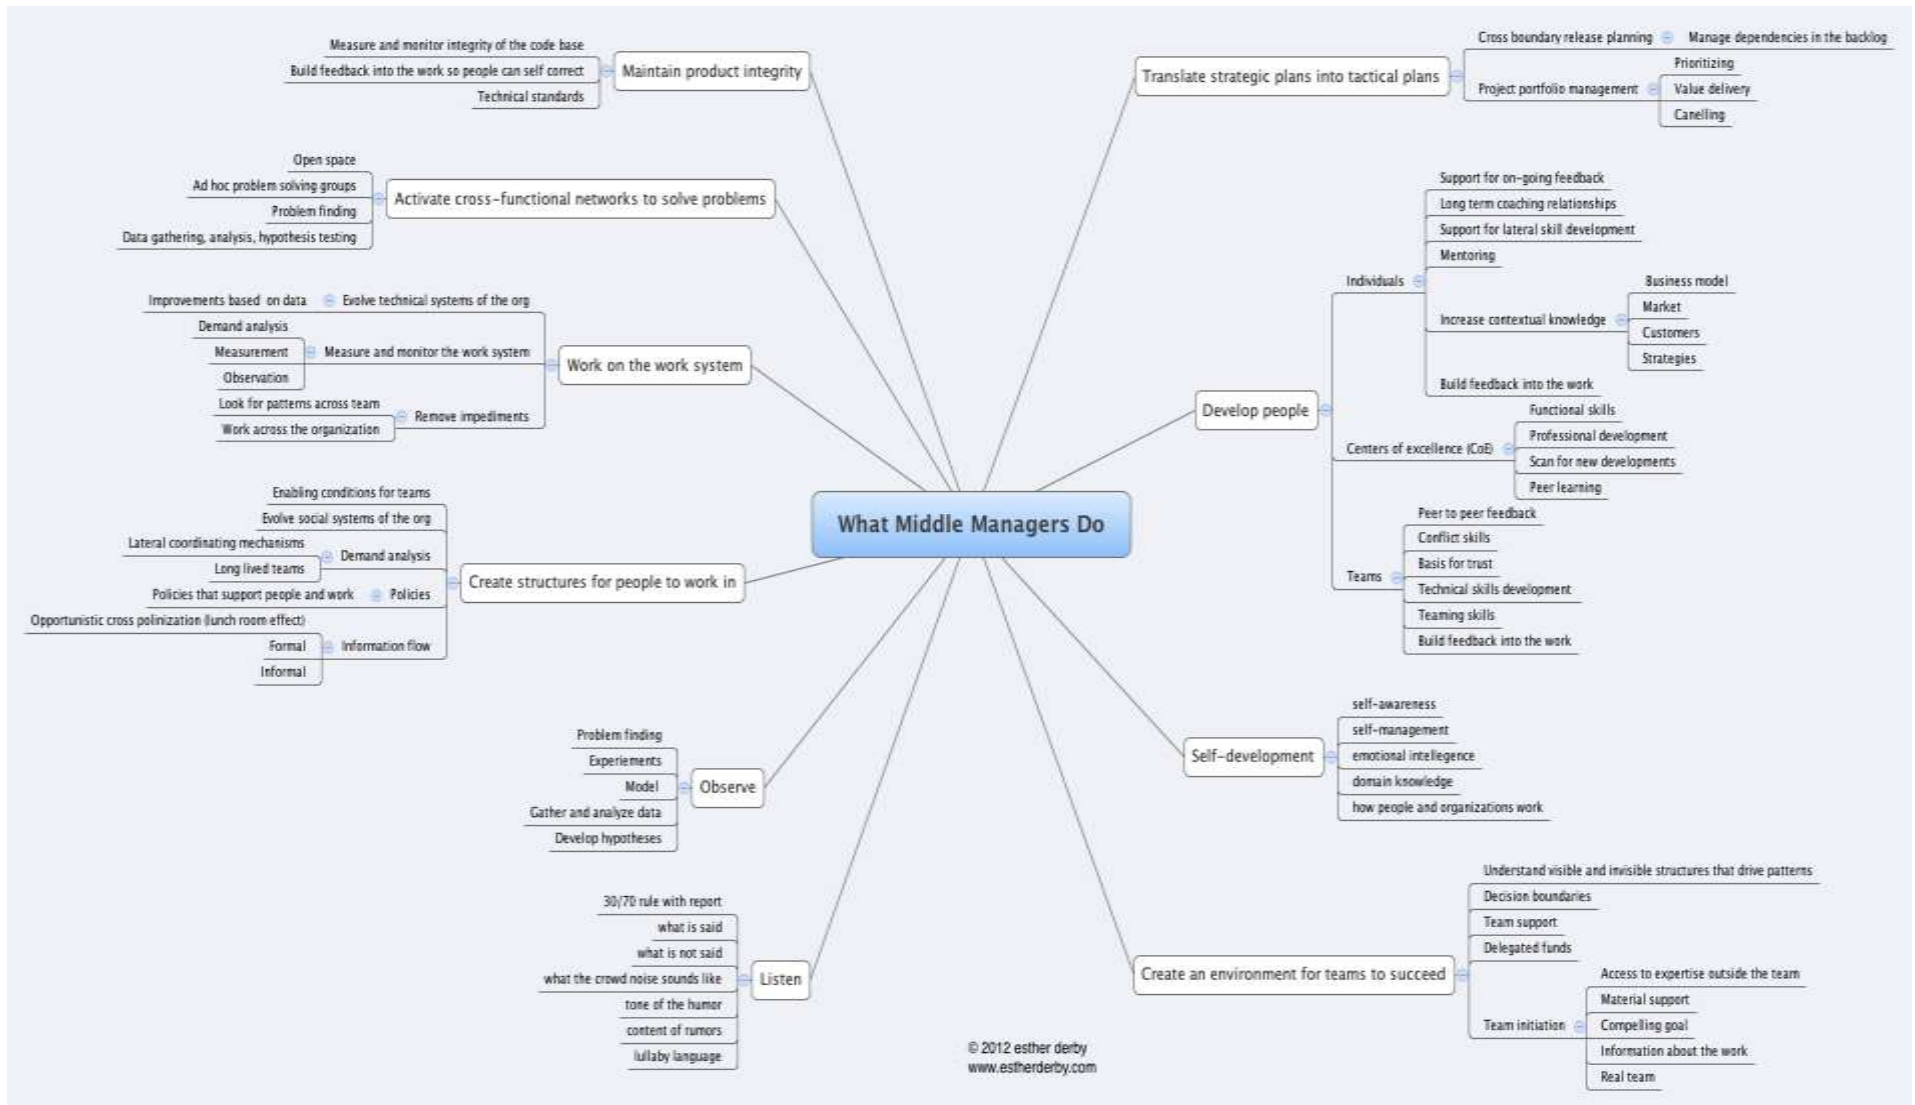 What Middle Managers Do
Maintain product integrity
Measure and monitor integrity of the code base
Build feedback into the work so people can self correct
Technical standards
Activate cross-functional networks to solve problems
Open space
Ad hoc problem solving groups
Problem finding
Data gathering, analysis, hypothesis testing
Work on the work system
Evolve technical systems of the org
Improvements based on data
Measure and monitor the work system
Demand analysis
Measurement
Observation
Remove impediments
Look for patterns across team
Work across the organization
Create structures for people to work in
Enabling conditions for teams
Evolve social systems of the org
Demand analysis
Lateral coordinating mechanisms
Long lived teams
Policies
Policies that support people and work
Information flow
Opportunistic cross polinization (lunch room effect)
Formal
Informal
Observe
Problem finding
Experiements
Model
Gather and analyze data
Develop hypotheses
Listen
30/70 rule with report
what is said
what is not said
what the crowd noise sounds like
tone of the humor
content of rumors
lullaby language
Translate strategic plans into tactical plans
Cross boundary release planning
Manage dependencies in the backlog
Project portfolio management
Prioritizing
Value delivery
Canelling
Develop people
Individuals
Support for on-going feedback
Long term coaching relationships
Support for lateral skill development
Mentoring
Increase contextual knowledge
Business model
Market
Customers
Strategies
Build feedback into the work
Centers of excellence (CoE)
Functional skills
Professional development
Scan for new developments
Peer learning
Teams
Peer to peer feedback
Conflict skills
Basis for trust
Technical skills development
Teaming skills
Build feedback into the work
Self-development
self-awareness
self-management
emotional intellegence
domain knowledge
how people and organizations work
Create an environment for teams to succeed
Understand visible and invisible structures that drive patterns
Decision boundaries
Team support
Delegated funds
Team initiation
Access to expertise outside the team
Material support
Compelling goal
Information about the work
Real team
© 2012 esther derby
www.estherderby.com